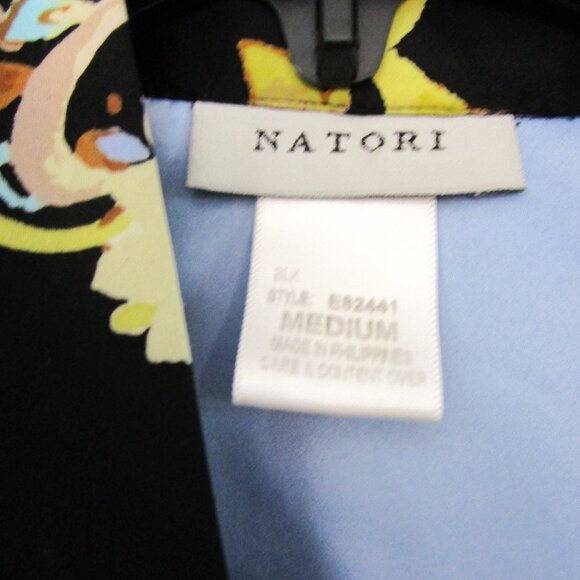 NATORI
BLK
STYLE: E82441
MEDIUM
MADE IN PHILIPPINES
CARE & CONTENT OVER